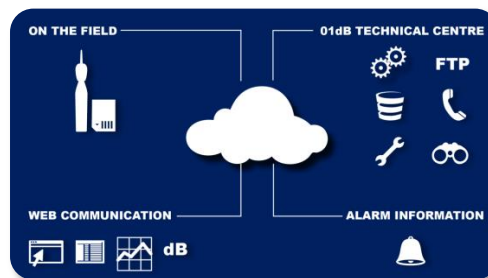 ON THE FIELD
01dB TECHNICAL CENTRE
FTP
WEB COMMUNICATION
dB
ALARM INFORMATION